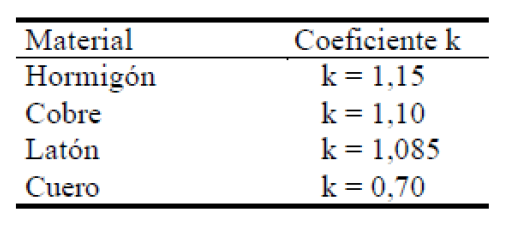 Material Coeficiente k
Hormigón k = 1,15
Cobre k = 1,10
Latón k = 1,085
Cuero k = 0,70